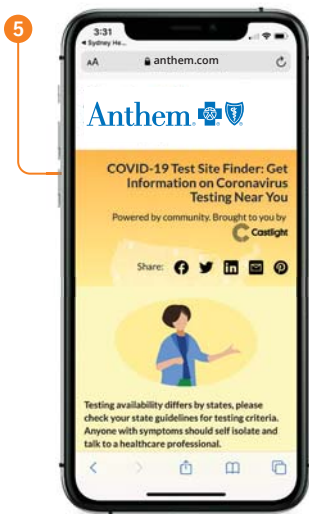 5
3:31
Sydney He...
AA
anthem.com
Anthem
COVID-19 Test Site Finder: Get
Information on Coronavirus
Testing Near You
Powered by community. Brought to you by
Castlight
Share:
Testing availability differs by states, please
check your state guidelines for testing criteria.
Anyone with symptoms should self isolate and
talk to a healthcare professional.